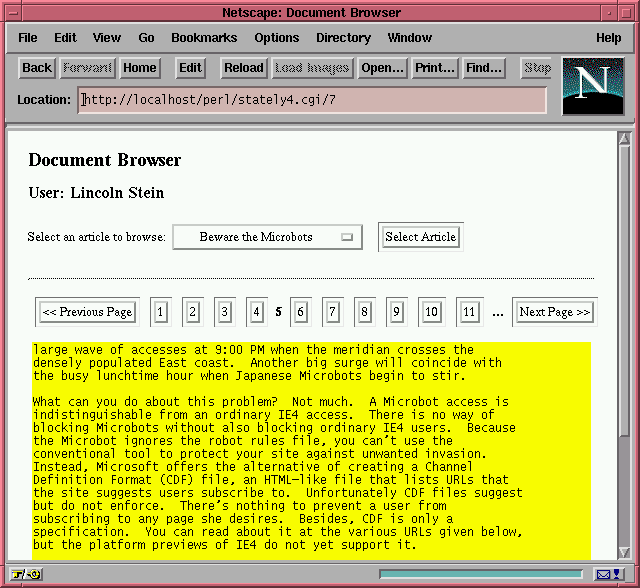 Netscape: Document Browser
File Edit View Go Bookmarks Options Directory Window Help
Back Forward Home Edit Reload Load Images Open... Print... Find... Stop
N
Location: http://localhost/perl/stately4.cgi/7
Document Browser
User: Lincoln Stein
Select an article to browse: Beware the Microbots Select Article
<< Previous Page 1 2 3 4 5 6 7 8 9 10 11 ... Next Page >>
large wave of accesses at 9:00 PM when the meridian crosses the
densely populated East coast.  Another big surge will coincide with
the busy lunchtime hour when Japanese Microbots begin to stir.
What can you do about this problem?  Not much.  A Microbot access is
indistinguishable from an ordinary IE4 access.  There is no way of
blocking Microbots without also blocking ordinary IE4 users.  Because
the Microbot ignores the robot rules file, you can't use the
conventional tool to protect your site against unwanted invasion.
Instead, Microsoft offers the alternative of creating a Channel
Definition Format (CDF) file, an HTML-like file that lists URLs that
the site suggests users subscribe to.  Unfortunately CDF files suggest
but do not enforce.  There's nothing to prevent a user from
subscribing to any page she desires.  Besides, CDF is only a
specification.  You can read about it at the various URLs given below,
but the platform previews of IE4 do not yet support it.